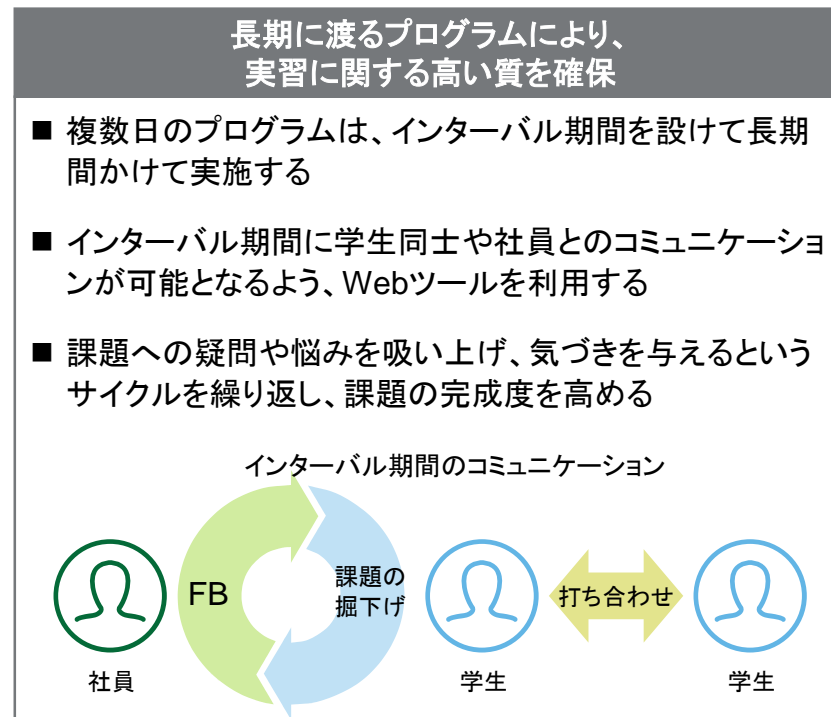 長期に渡るプログラムにより、
実習に関する高い質を確保
■ 複数日のプログラムは、インターバル期間を設けて長期
間かけて実施する
■ インターバル期間に学生同士や社員とのコミュニケーショ
ンが可能となるよう、Webツールを利用する
■ 課題への疑問や悩みを吸い上げ、気づきを与えるという
サイクルを繰り返し、課題の完成度を高める
インターバル期間のコミュニケーション
FB
課題の
掘下げ
打ち合わせ
社員
学生
学生